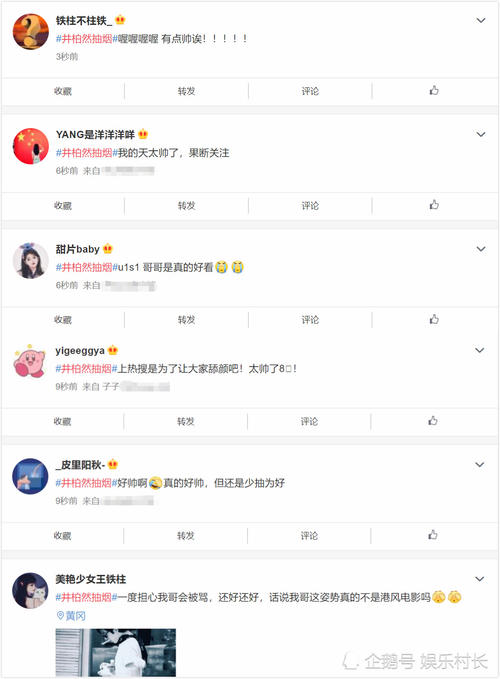 铁柱不柱铁_
#井柏然抽烟#喔喔喔喔 有点帅诶！！！！！
3秒前
收藏 转发 评论
YANG是洋洋洋咩
#井柏然抽烟#我的天太帅了，果断关注
6秒前 来自
收藏 转发 评论
甜片baby
#井柏然抽烟#u1s1 哥哥是真的好看
6秒前 来自
收藏 转发 评论
yigeeggya
#井柏然抽烟#上热搜是为了让大家舔颜吧！太帅了8！
9秒前 来自 子子
收藏 转发 评论
_皮里阳秋-
#井柏然抽烟#好帅啊真的好帅，但还是少抽为好
9秒前 来自
收藏 转发 评论
美艳少女王铁柱
#井柏然抽烟#一度担心我哥会被骂，还好还好，话说我哥这姿势真的不是港风电影吗
黄冈
企鹅号 娱乐村长